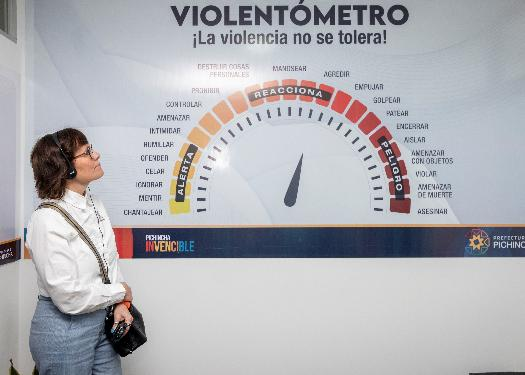 VIOLENTÓMETRO
¡La violencia no se tolera!
CHANTAJEAR
MENTIR
IGNORAR
CELAR
OFENDER
HUMILLAR
INTIMIDAR
AMENAZAR
CONTROLAR
PROHIBIR
DESTRUIR COSAS
PERSONALES
MANOSEAR
AGREDIR
EMPUJAR
GOLPEAR
PATEAR
ENCERRAR
AISLAR
AMENAZAR
CON OBJETOS
VIOLAR
AMENAZAR
DE MUERTE
ASESINAR
ALERTA
REACCIONA
PELIGRO
PICHINCHA
INVENCIBLE
PREFECTUR
PICHINC